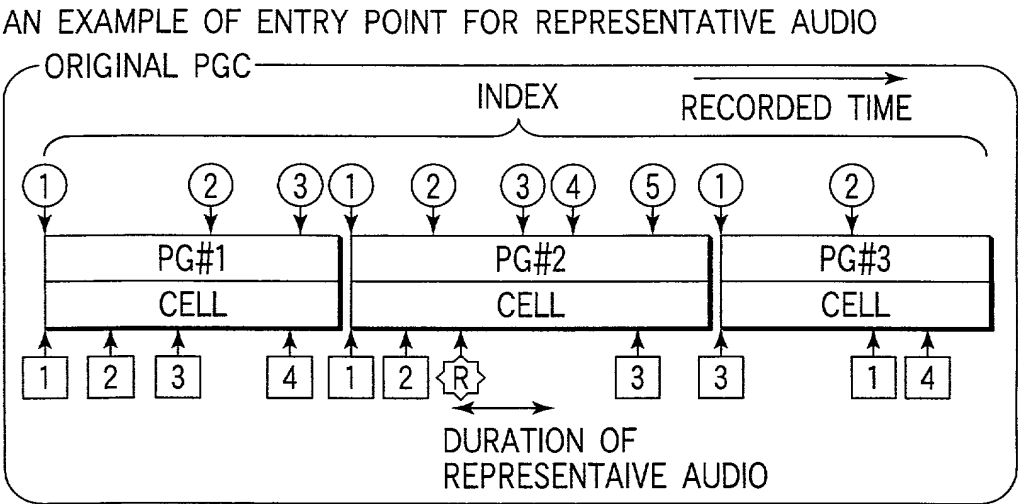 AN EXAMPLE OF ENTRY POINT FOR REPRESENTATIVE AUDIO
ORIGINAL PGC
INDEX
RECORDED TIME
1 2 3 1 2 3 4 5 1 2
PG#1 PG#2 PG#3
CELL CELL CELL
1 2 3 4 1 2 R 3 3 1 4
DURATION OF
REPRESENTAIVE AUDIO